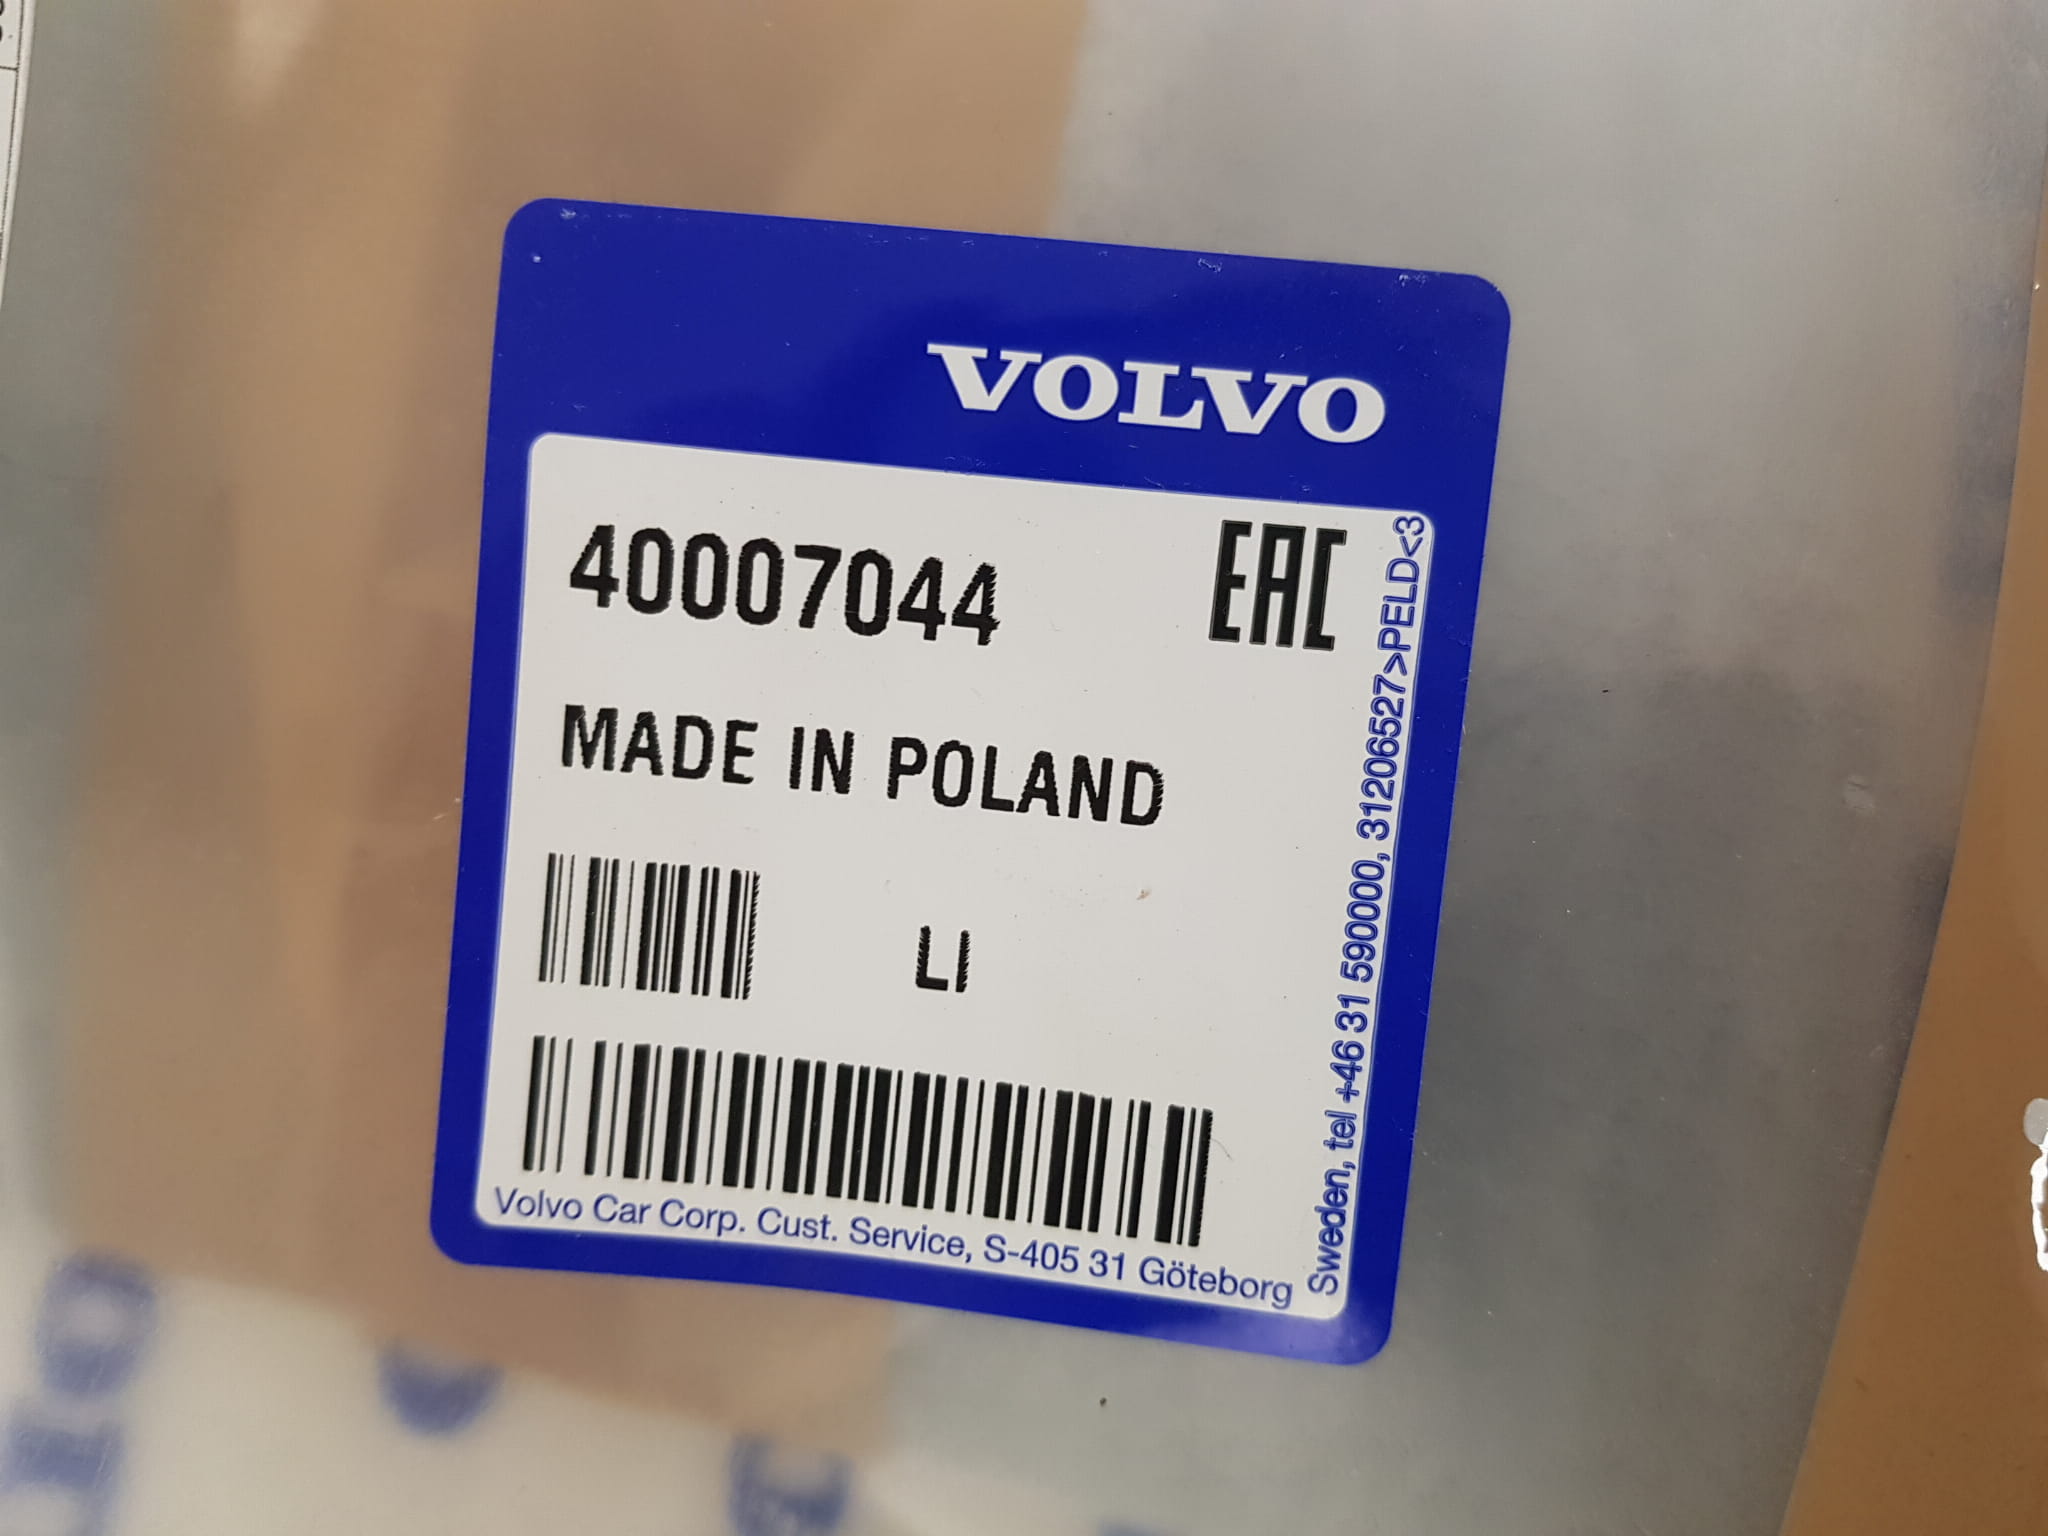 VOLVO
40007044
EAC
MADE IN POLAND
LI
Volvo Car Corp. Cust. Service, S-405 31 Göteborg
Sweden, tel +46 31 590000, 31206527>PELD<3